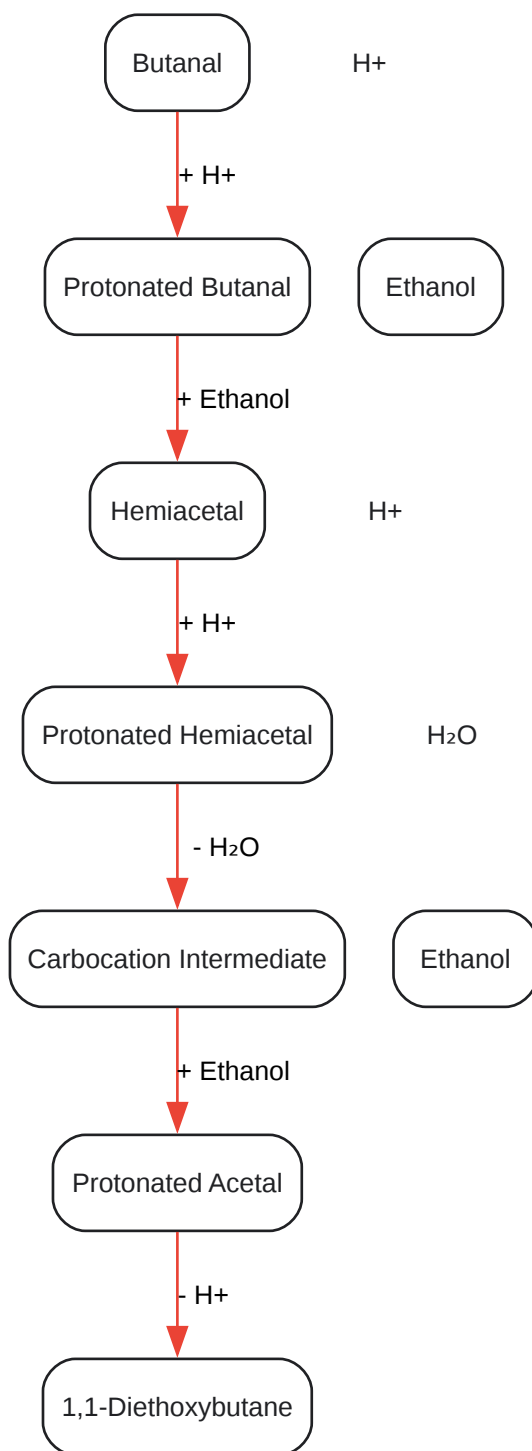 Butanal
H+
+ H+
Protonated Butanal
Ethanol
+ Ethanol
Hemiacetal
H+
+ H+
Protonated Hemiacetal
H₂O
- H₂O
Carbocation Intermediate
Ethanol
+ Ethanol
Protonated Acetal
- H+
1,1-Diethoxybutane